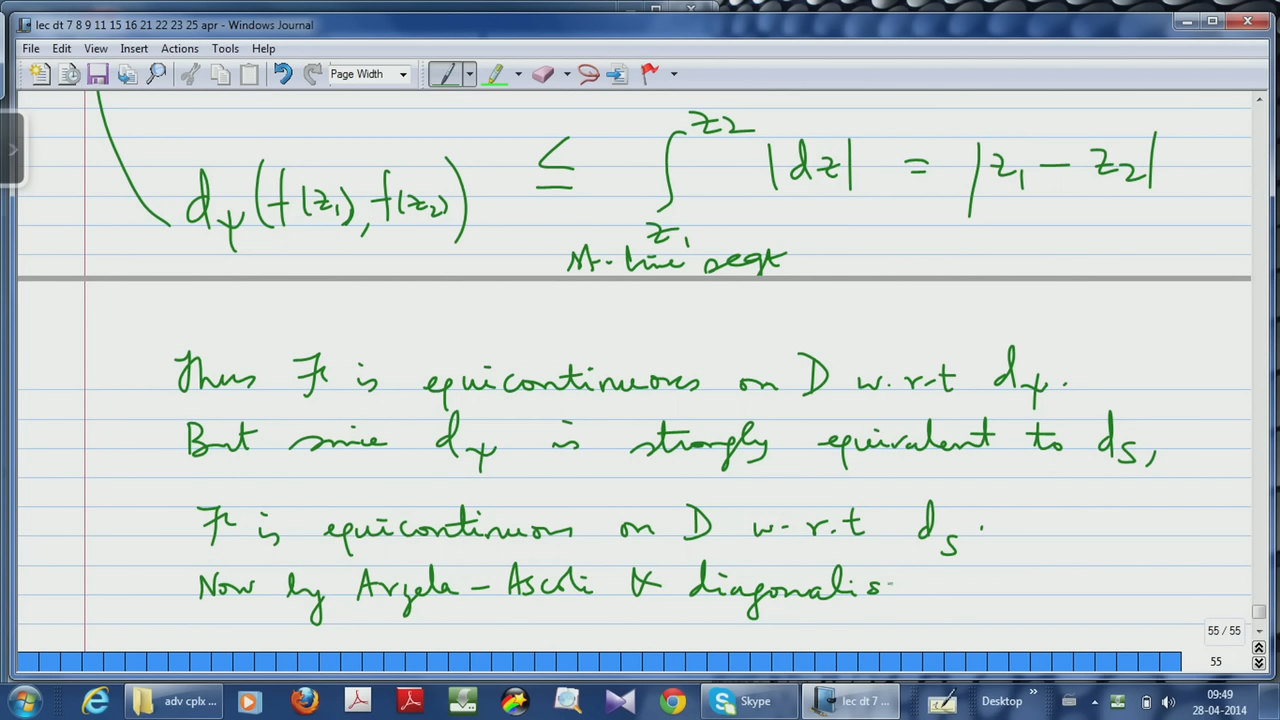 lec dt 7 8 9 11 15 16 21 22 23 25 apr - Windows Journal
File Edit View Insert Actions Tools Help
Page Width
d_ψ(f(z₁), f(z₂)) ≤ ∫_{z₁}^{z₂} |dz| = |z₁ - z₂|
st. line segt
Thus ℱ is equicontinuous on D w.r.t d_ψ.
But since d_ψ is strongly equivalent to d_S,
ℱ is equicontinuous on D w.r.t d_S.
Now by Arzela - Ascoli & diagonalis
55 / 55
55
adv cplx ...
Skype
lec dt 7 ...
Desktop
09:49
28-04-2014